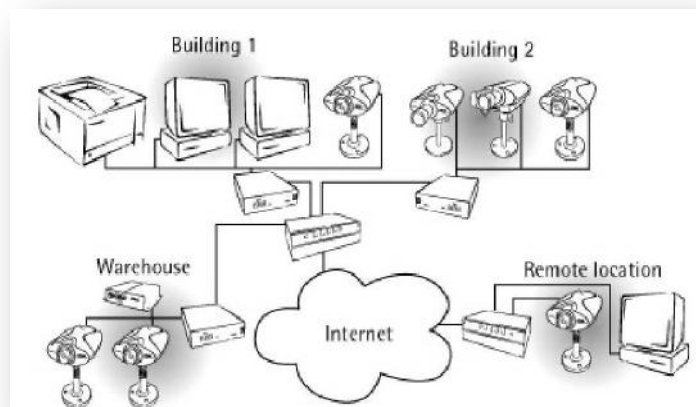 Building 1
Building 2
Warehouse
Remote location
Internet